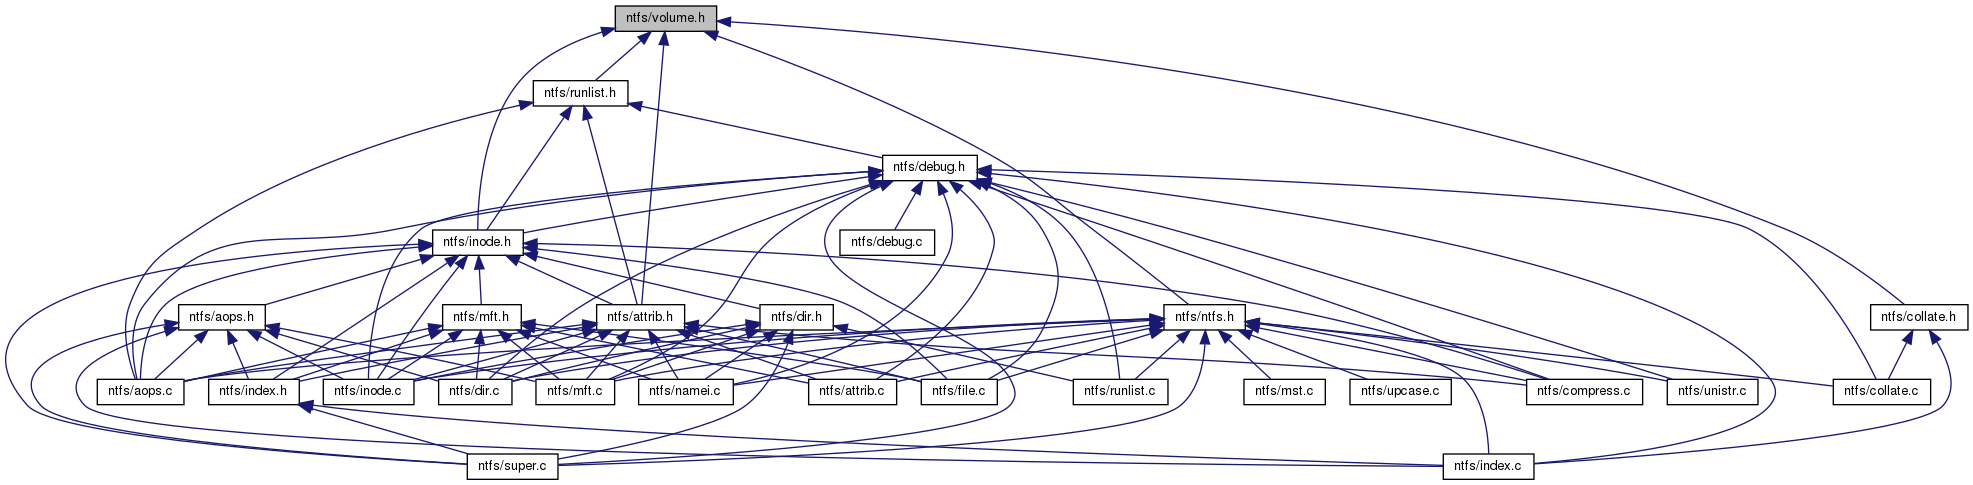 ntfs/volume.h
ntfs/runlist.h
ntfs/debug.h
ntfs/inode.h
ntfs/debug.c
ntfs/aops.h
ntfs/mft.h
ntfs/attrib.h
ntfs/dir.h
ntfs/ntfs.h
ntfs/collate.h
ntfs/aops.c
ntfs/index.h
ntfs/inode.c
ntfs/dir.c
ntfs/mft.c
ntfs/namei.c
ntfs/attrib.c
ntfs/file.c
ntfs/runlist.c
ntfs/mst.c
ntfs/upcase.c
ntfs/compress.c
ntfs/unistr.c
ntfs/collate.c
ntfs/super.c
ntfs/index.c